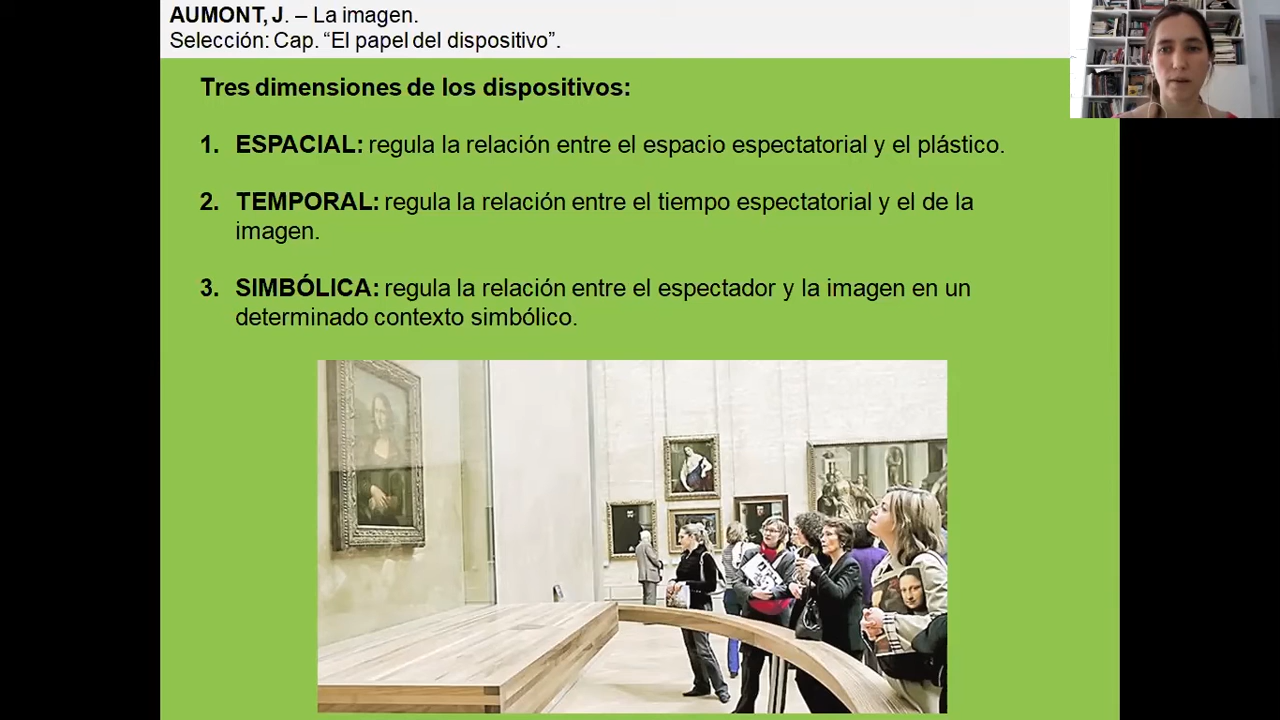 AUMONT, J. – La imagen.
Selección: Cap. “El papel del dispositivo”.
Tres dimensiones de los dispositivos:
1. ESPACIAL: regula la relación entre el espacio espectatorial y el plástico.
2. TEMPORAL: regula la relación entre el tiempo espectatorial y el de la
imagen.
3. SIMBÓLICA: regula la relación entre el espectador y la imagen en un
determinado contexto simbólico.